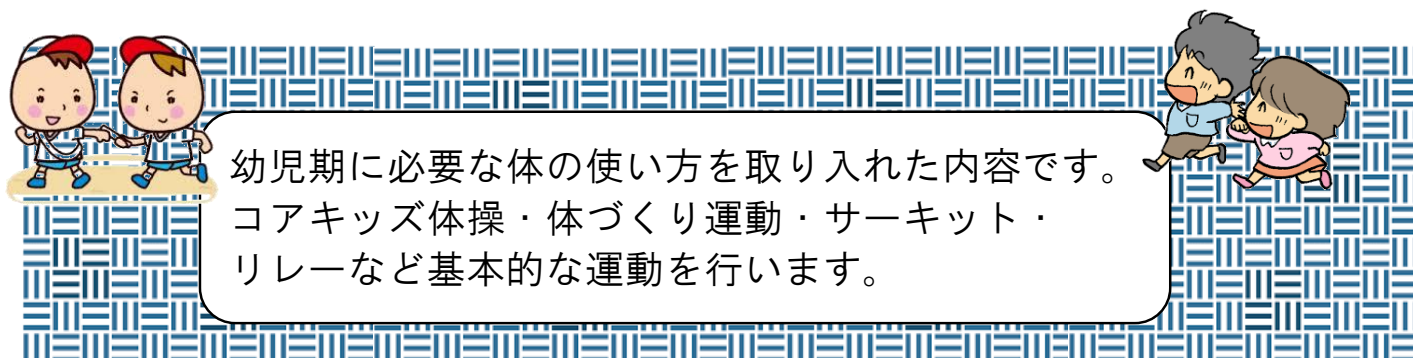 幼児期に必要な体の使い方を取り入れた内容です。
コアキッズ体操・体づくり運動・サーキット・
リレーなど基本的な運動を行います。